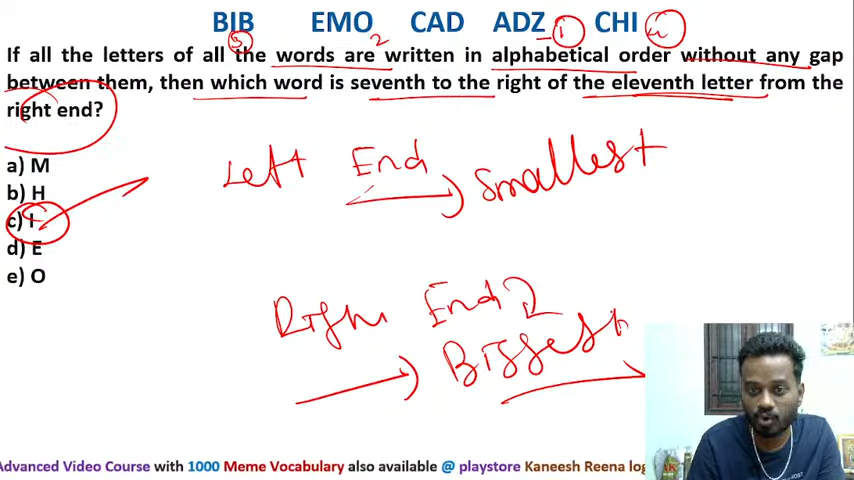 BIB EMO CAD ADZ CHI
If all the letters of all the words are written in alphabetical order without any gap
between them, then which word is seventh to the right of the eleventh letter from the
right end?
a) M
b) H
c) I
d) E
e) O
Left End Smallest
Right End
Biggest
Advanced Video Course with 1000 Meme Vocabulary also available @ playstore Kaneesh Reena log